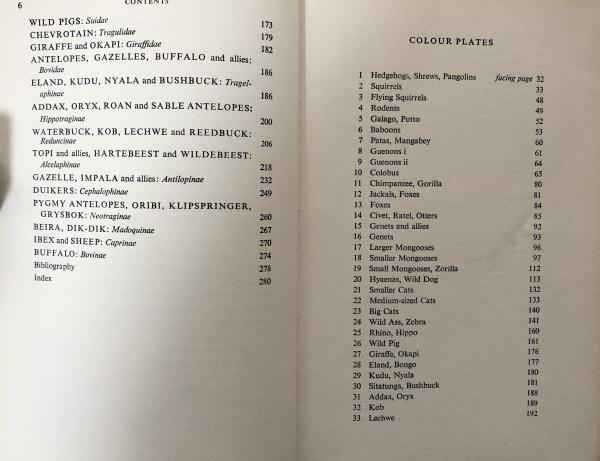 6
CONTENTS
WILD PIGS: Suidae 173
CHEVROTAIN: Tragulidae 179
GIRAFFE and OKAPI: Giraffidae 182
ANTELOPES, GAZELLES, BUFFALO and allies:
Bovidae 186
ELAND, KUDU, NYALA and BUSHBUCK: Tragel-
aphinae 186
ADDAX, ORYX, ROAN and SABLE ANTELOPES:
Hippotraginae 200
WATERBUCK, KOB, LECHWE and REEDBUCK:
Reduncinae 206
TOPI and allies, HARTEBEEST and WILDEBEEST:
Alcelaphinae 218
GAZELLE, IMPALA and allies: Antilopinae 232
DUIKERS: Cephalophinae 249
PYGMY ANTELOPES, ORIBI, KLIPSPRINGER,
GRYSBOK: Neotraginae 260
BEIRA, DIK-DIK: Madoquinae 267
IBEX and SHEEP: Caprinae 270
BUFFALO: Bovinae 274
Bibliography 278
Index 280
COLOUR PLATES
1 Hedgehogs, Shrews, Pangolins facing page 32
2 Squirrels 33
3 Flying Squirrels 48
4 Rodents 49
5 Galago, Potto 52
6 Baboons 53
7 Patas, Mangabey 60
8 Guenons i 61
9 Guenons ii 64
10 Colobus 65
11 Chimpanzee, Gorilla 80
12 Jackals, Foxes 81
13 Foxes 84
14 Civet, Ratel, Otters 85
15 Genets and allies 92
16 Genets 93
17 Larger Mongooses 96
18 Smaller Mongooses 97
19 Small Mongooses, Zorilla 112
20 Hyaenas, Wild Dog 113
21 Smaller Cats 132
22 Medium-sized Cats 133
23 Big Cats 140
24 Wild Ass, Zebra 141
25 Rhino, Hippo 160
26 Wild Pig 161
27 Giraffe, Okapi 176
28 Eland, Bongo 177
29 Kudu, Nyala 180
30 Sitatunga, Bushbuck 181
31 Addax, Oryx 188
32 Kob 189
33 Lechwe 192